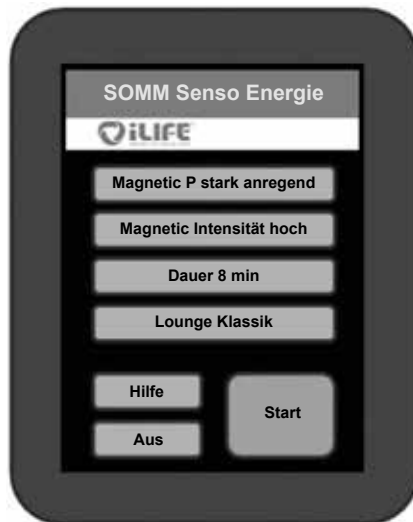 SOMM Senso Energie
iLIFE
Magnetic P stark anregend
Magnetic Intensität hoch
Dauer 8 min
Lounge Klassik
Hilfe
Start
Aus